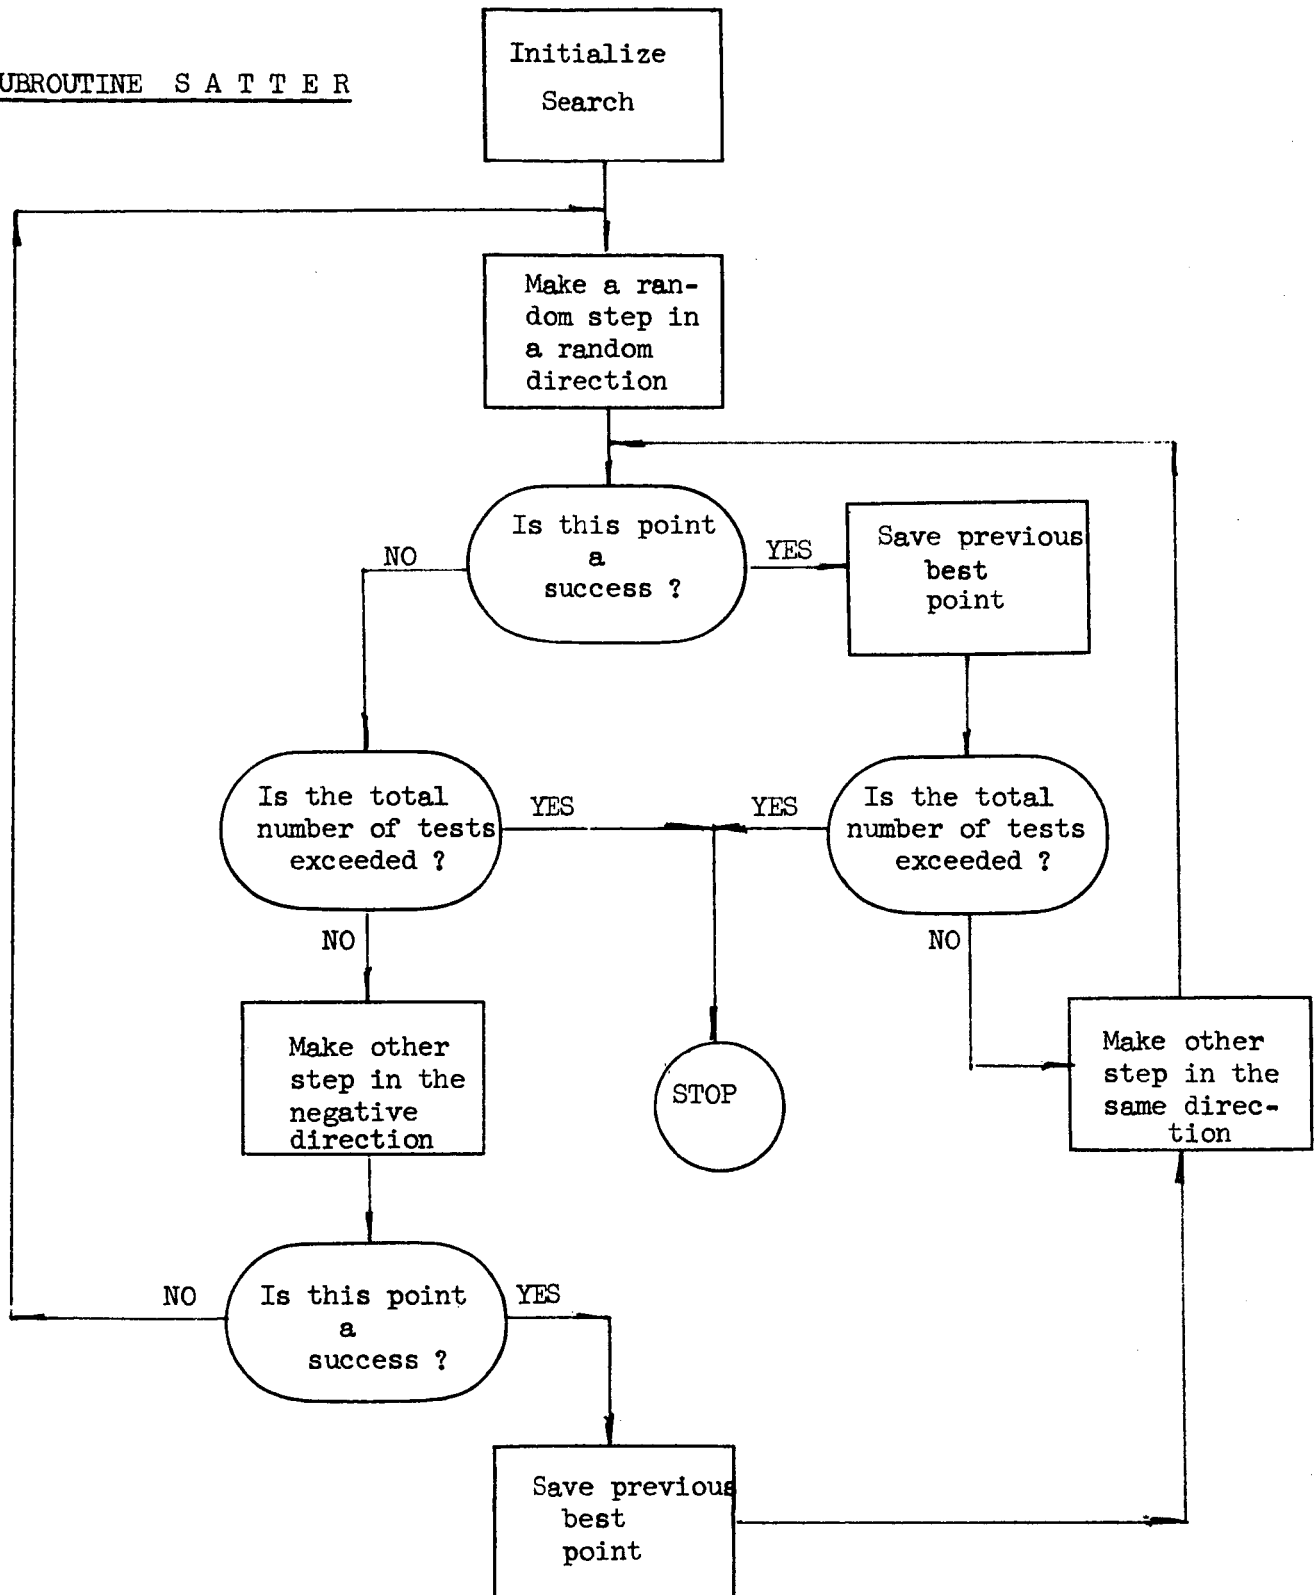 UBROUTINE S A T T E R
Initialize
Search
Make a ran-
dom step in
a random
direction
Is this point
a
success ?
NO
YES
Save previous
best
point
Is the total
number of tests
exceeded ?
YES
YES
Is the total
number of tests
exceeded ?
NO
NO
Make other
step in the
negative
direction
STOP
Make other
step in the
same direc-
tion
NO
Is this point
a
success ?
YES
Save previous
best
point